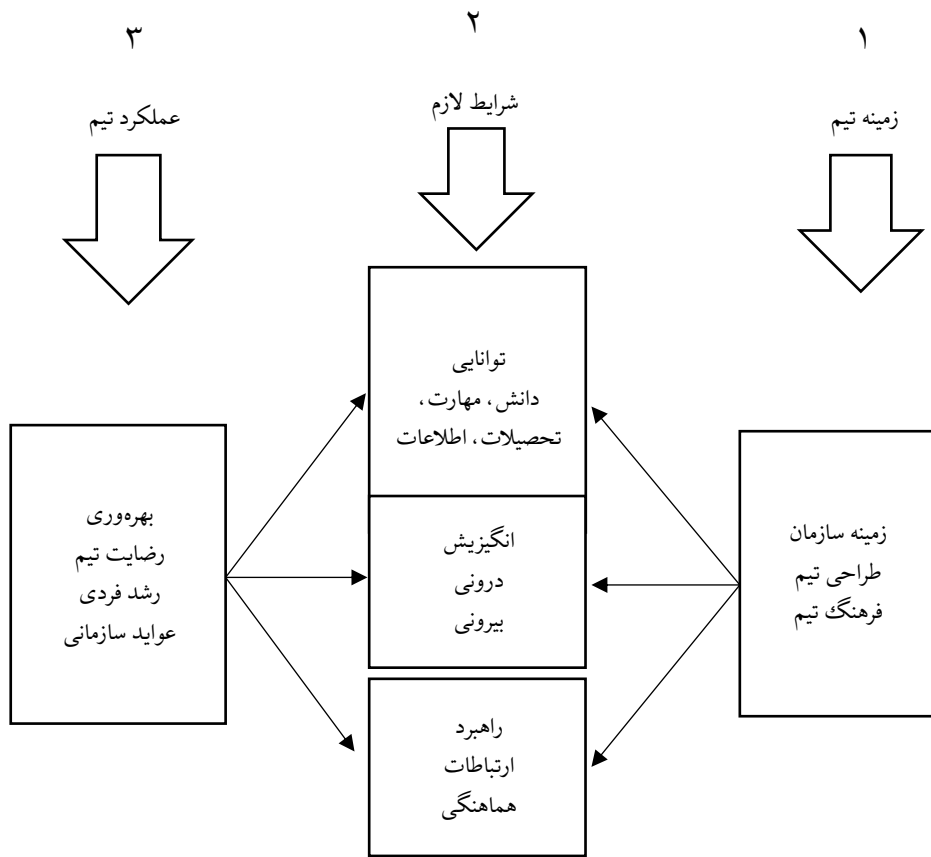 ۱
زمینه تیم
زمینه سازمان
طراحی تیم
فرهنگ تیم
۲
شرایط لازم
توانایی
دانش، مهارت،
تحصیلات، اطلاعات
انگیزیش
درونی
بیرونی
راهبرد
ارتباطات
هماهنگی
۳
عملکرد تیم
بهره‌وری
رضایت تیم
رشد فردی
عواید سازمانی